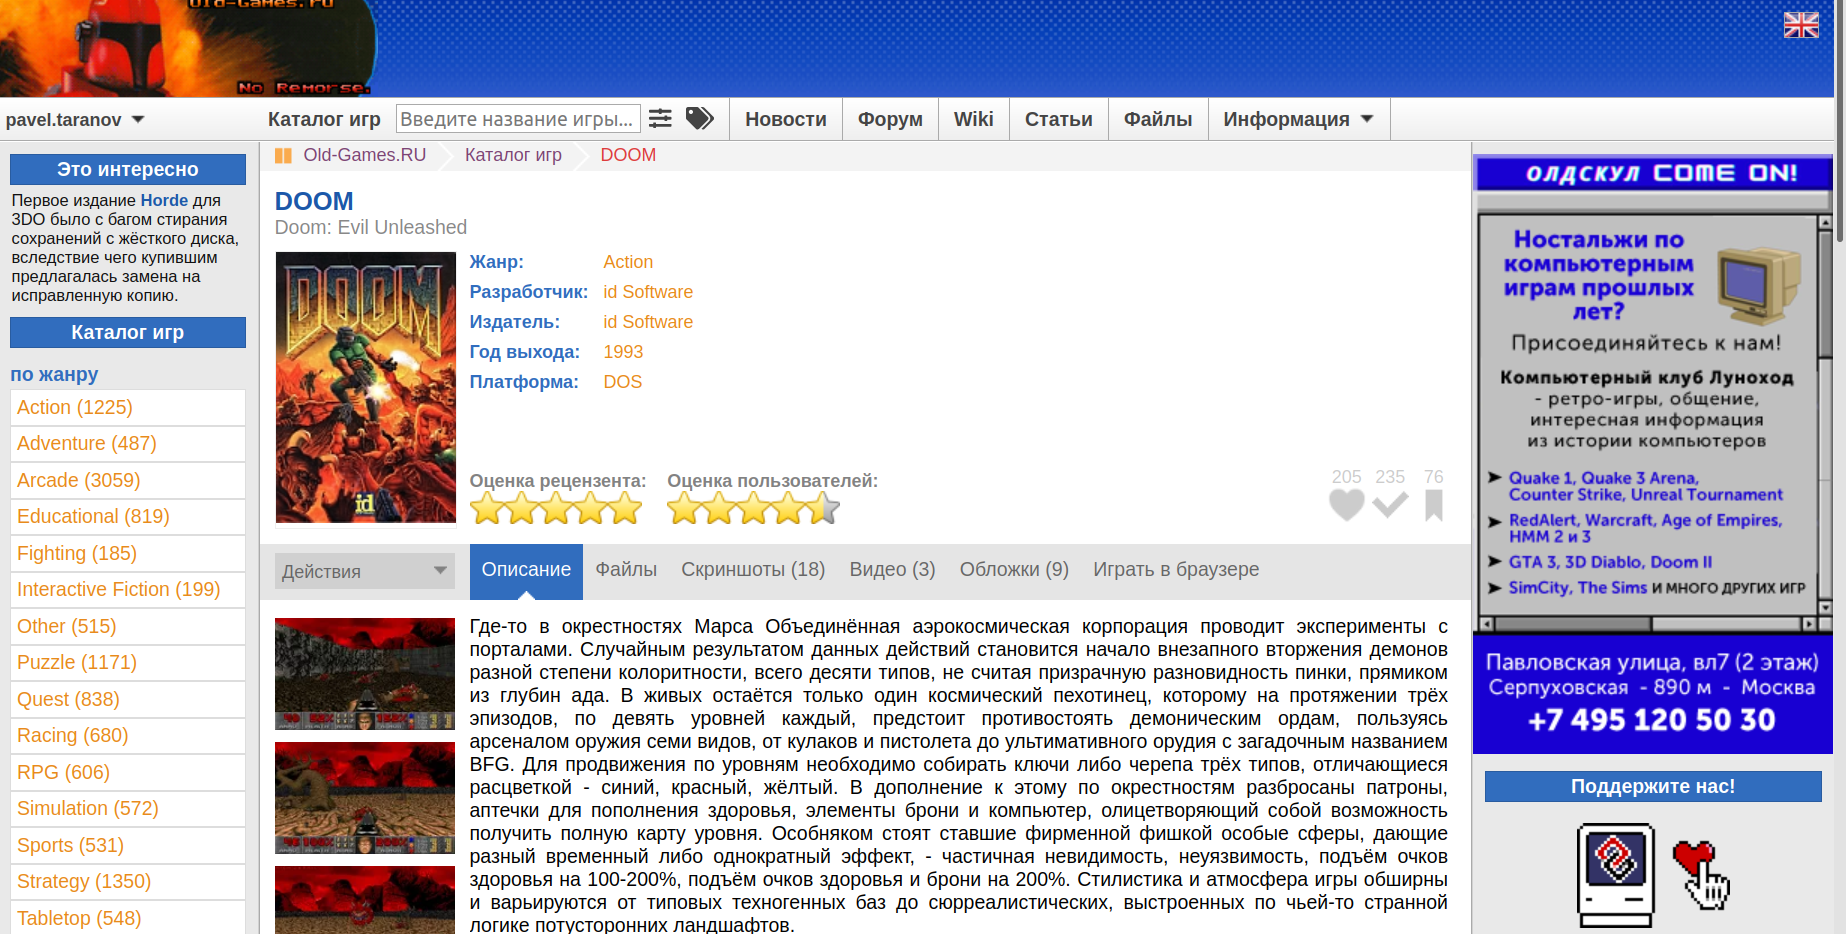 Old-Games.ru
No Remorse.
pavel.taranov
Каталог игр
Введите название игры...
Новости
Форум
Wiki
Статьи
Файлы
Информация
Это интересно
Первое издание Horde для
3DO было с багом стирания
сохранений с жёсткого диска,
вследствие чего купившим
предлагалась замена на
исправленную копию.
Каталог игр
по жанру
Action (1225)
Adventure (487)
Arcade (3059)
Educational (819)
Fighting (185)
Interactive Fiction (199)
Other (515)
Puzzle (1171)
Quest (838)
Racing (680)
RPG (606)
Simulation (572)
Sports (531)
Strategy (1350)
Tabletop (548)
Old-Games.RU
Каталог игр
DOOM
DOOM
Doom: Evil Unleashed
DOOM
id
Жанр: Action
Разработчик: id Software
Издатель: id Software
Год выхода: 1993
Платформа: DOS
Оценка рецензента:
Оценка пользователей:
205 235 76
Действия
Описание
Файлы
Скриншоты (18)
Видео (3)
Обложки (9)
Играть в браузере
Где-то в окрестностях Марса Объединённая аэрокосмическая корпорация проводит эксперименты с
порталами. Случайным результатом данных действий становится начало внезапного вторжения демонов
разной степени колоритности, всего десяти типов, не считая призрачную разновидность пинки, прямиком
из глубин ада. В живых остаётся только один космический пехотинец, которому на протяжении трёх
эпизодов, по девять уровней каждый, предстоит противостоять демоническим ордам, пользуясь
арсеналом оружия семи видов, от кулаков и пистолета до ультимативного орудия с загадочным названием
BFG. Для продвижения по уровням необходимо собирать ключи либо черепа трёх типов, отличающиеся
расцветкой - синий, красный, жёлтый. В дополнение к этому по окрестностям разбросаны патроны,
аптечки для пополнения здоровья, элементы брони и компьютер, олицетворяющий собой возможность
получить полную карту уровня. Особняком стоят ставшие фирменной фишкой особые сферы, дающие
разный временный либо однократный эффект, - частичная невидимость, неуязвимость, подъём очков
здоровья на 100-200%, подъём очков здоровья и брони на 200%. Стилистика и атмосфера игры обширны
и варьируются от типовых техногенных баз до сюрреалистических, выстроенных по чьей-то странной
логике потусторонних ландшафтов.
ОЛДСКУЛ COME ON!
Ностальжи по
компьютерным
играм прошлых
лет?
Присоединяйтесь к нам!
Компьютерный клуб Луноход
- ретро-игры, общение,
интересная информация
из истории компьютеров
Quake 1, Quake 3 Arena,
Counter Strike, Unreal Tournament
RedAlert, Warcraft, Age of Empires,
HMM 2 и 3
GTA 3, 3D Diablo, Doom II
SimCity, The Sims И МНОГО ДРУГИХ ИГР
Павловская улица, вл7 (2 этаж)
Серпуховская - 890 м - Москва
+7 495 120 50 30
Поддержите нас!